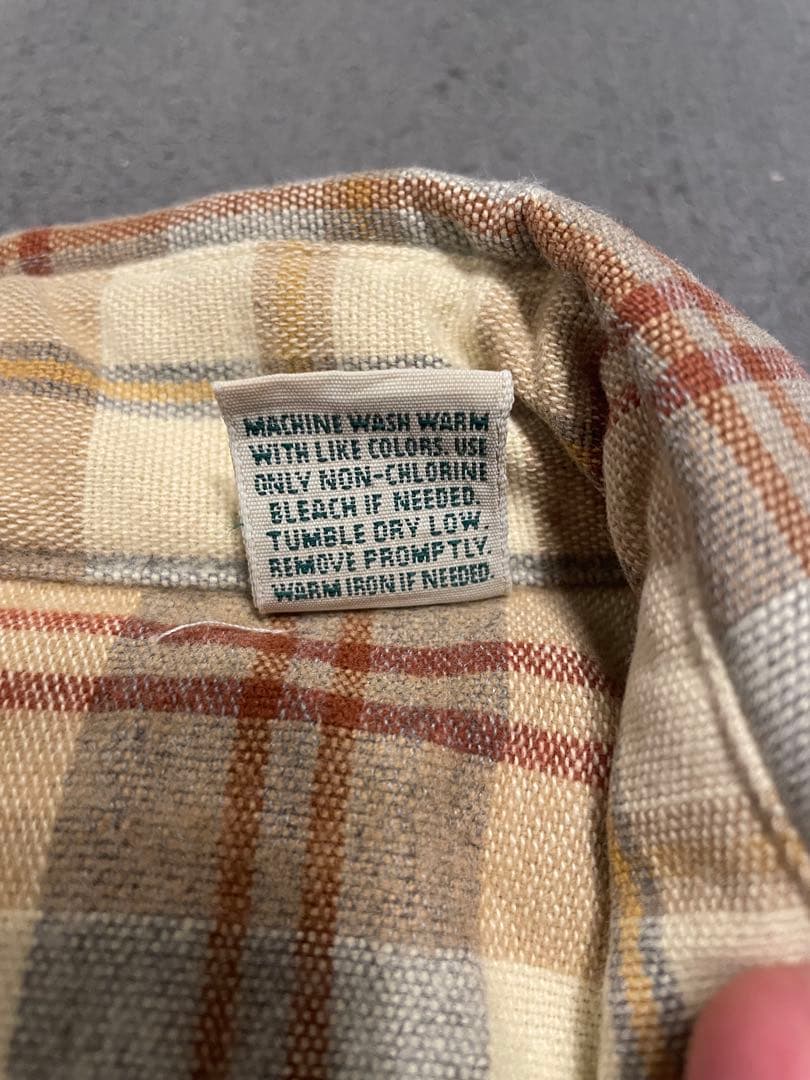 MACHINE WASH WARM
WITH LIKE COLORS. USE
ONLY NON-CHLORINE
BLEACH IF NEEDED.
TUMBLE DRY LOW.
REMOVE PROMPTLY.
WARM IRON IF NEEDED.